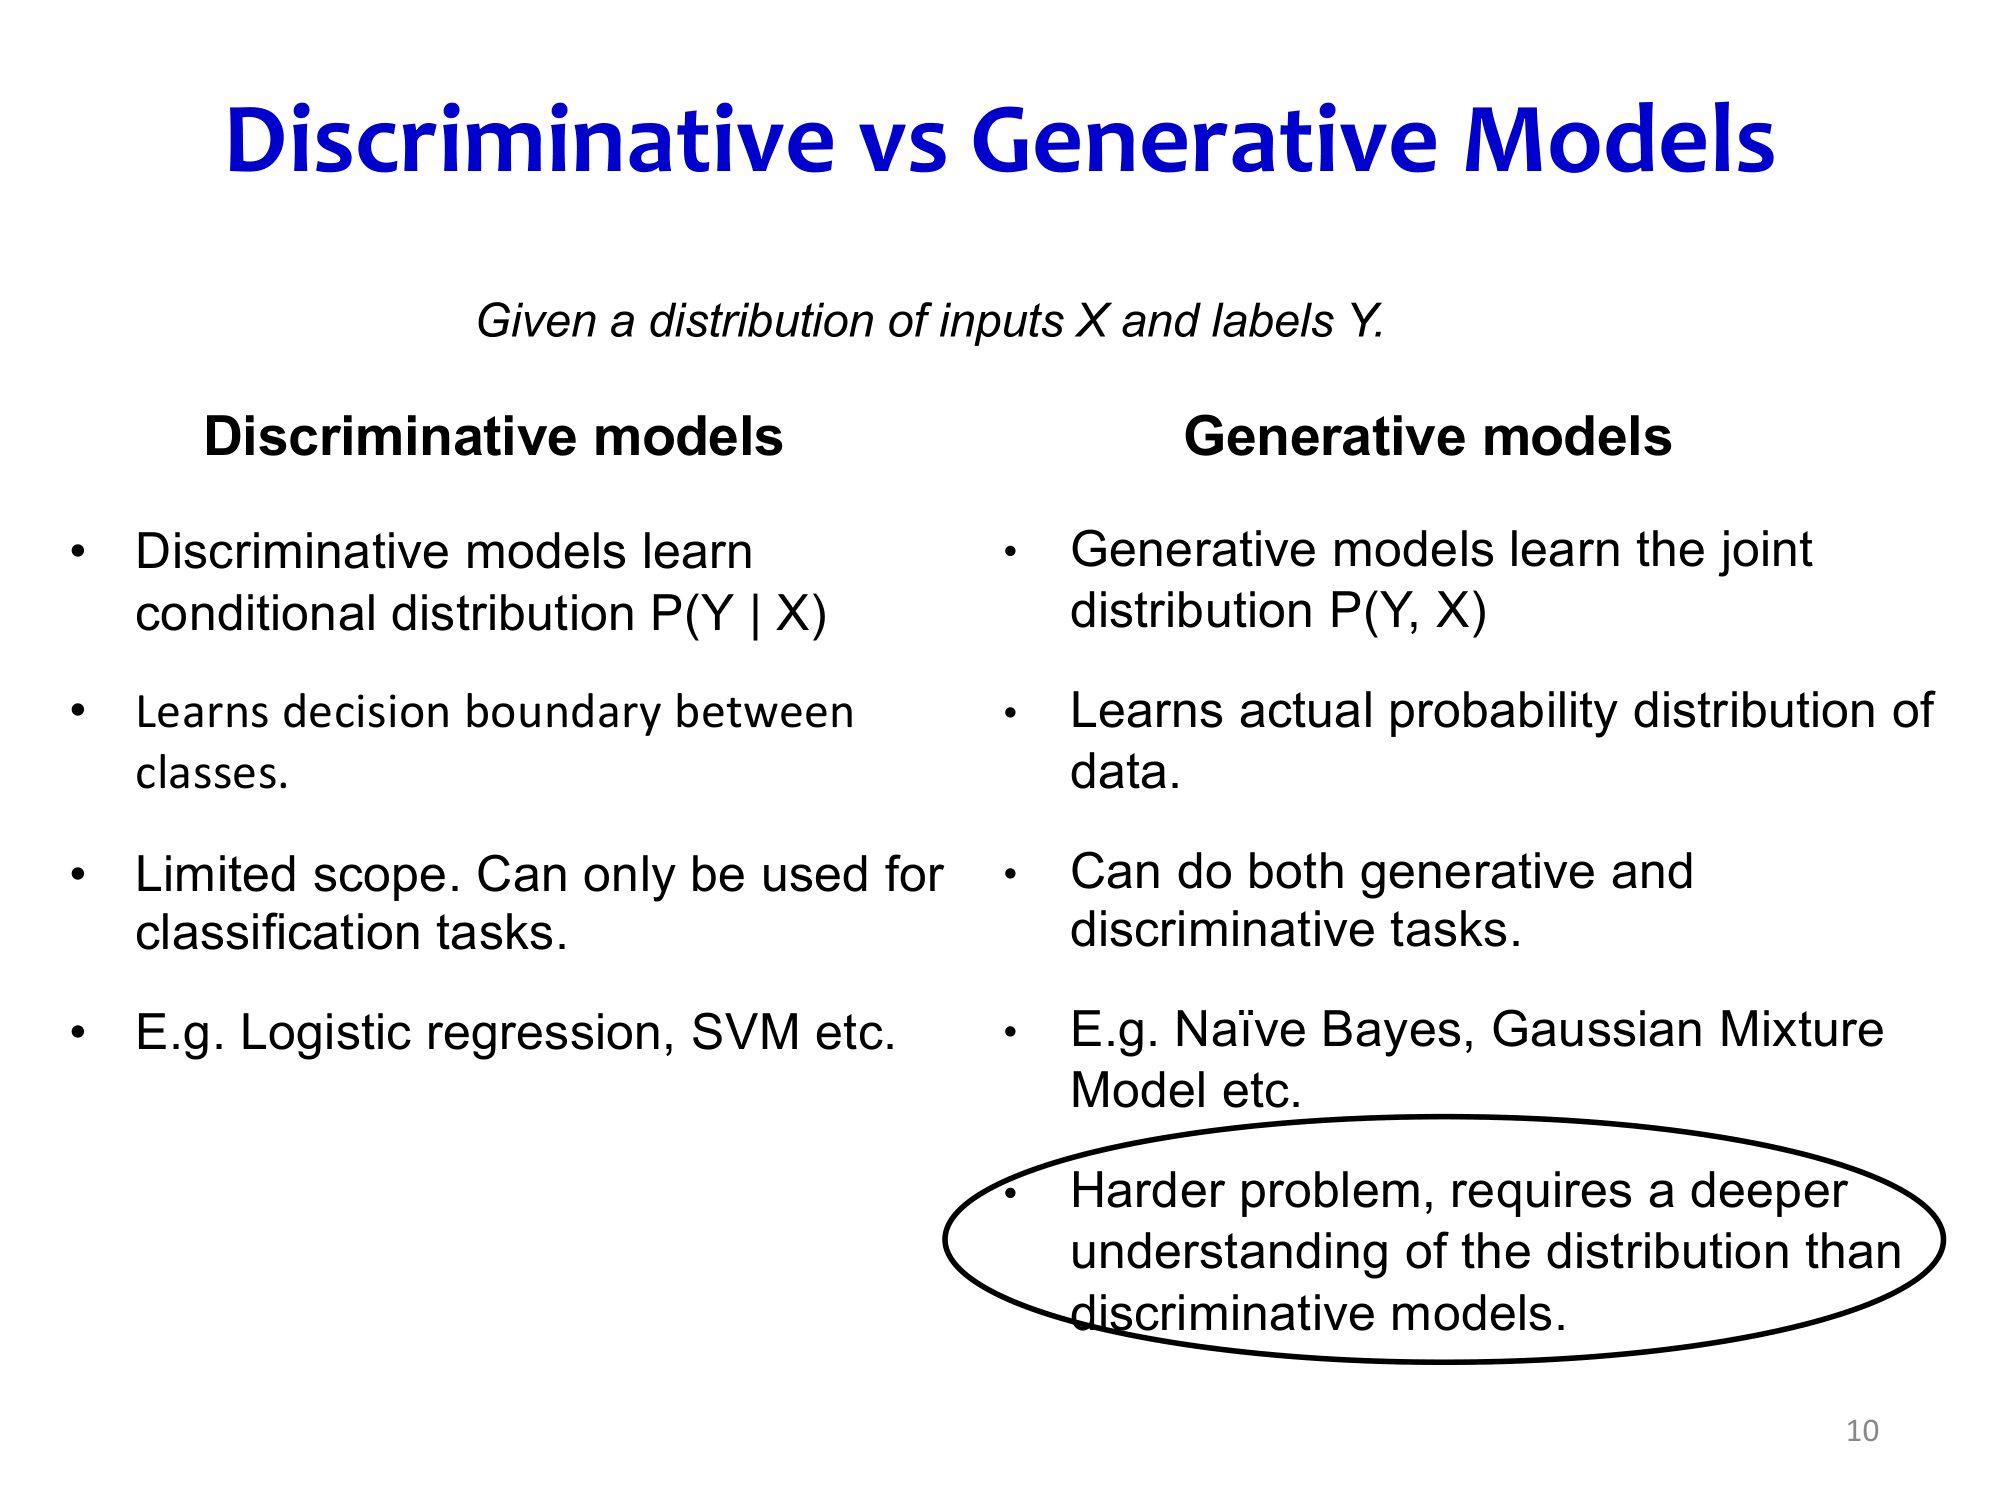 Discriminative vs Generative Models
Given a distribution of inputs X and labels Y.
Discriminative models
• Discriminative models learn
conditional distribution P(Y | X)
• Learns decision boundary between
classes.
• Limited scope. Can only be used for
classification tasks.
• E.g. Logistic regression, SVM etc.
Generative models
• Generative models learn the joint
distribution P(Y, X)
• Learns actual probability distribution of
data.
• Can do both generative and
discriminative tasks.
• E.g. Naïve Bayes, Gaussian Mixture
Model etc.
• Harder problem, requires a deeper
understanding of the distribution than
discriminative models.
10